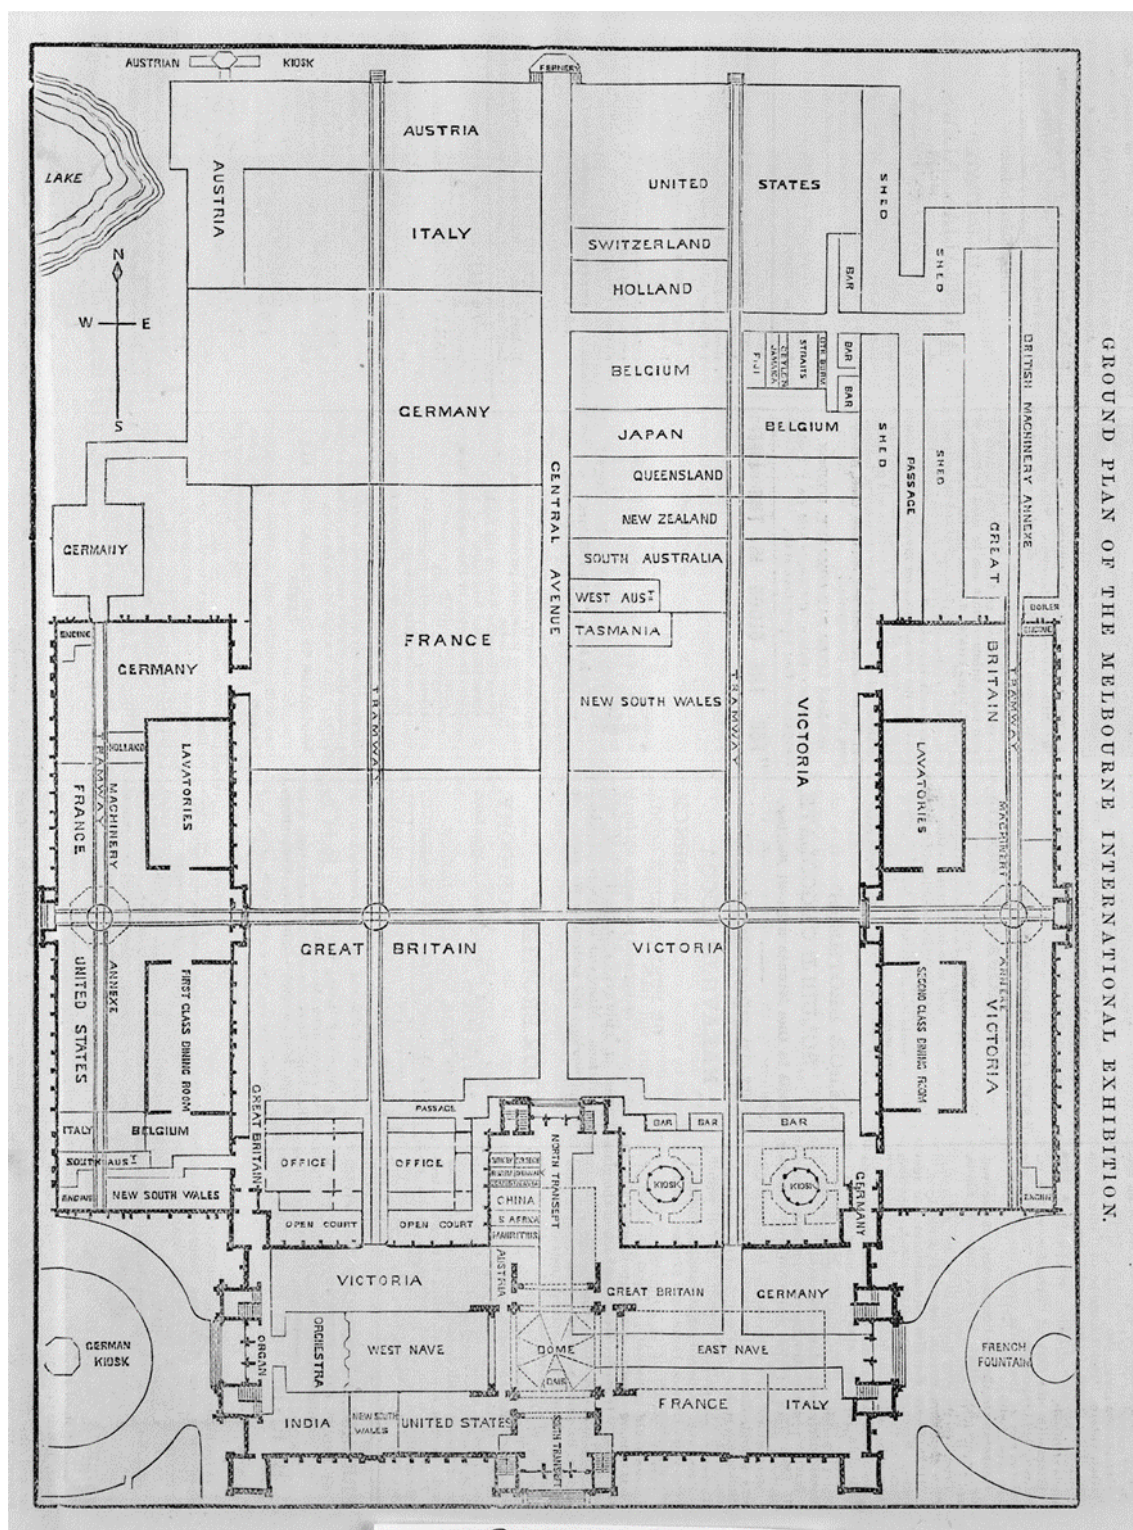 AUSTRIAN KIOSK
FERNERY
LAKE
AUSTRIA
AUSTRIA
UNITED STATES
SHED
ITALY
SWITZERLAND
HOLLAND
BAR
SHED
N
W E
S
BELGIUM
FIJI
JAMAICA
CEYLON
STRAITS
BAR
BAR
GERMANY
JAPAN
BELGIUM
SHED
PASSAGE
SHED
BRITISH MACHINERY ANNEXE
QUEENSLAND
NEW ZEALAND
CENTRAL AVENUE
GERMANY
SOUTH AUSTRALIA
WEST AUST
TASMANIA
FRANCE
GREAT BRITAIN
BOILER
ENGINE
ENGINE
GERMANY
NEW SOUTH WALES
VICTORIA
TRAMWAY
TRAMWAY
TRAMWAY
TRAMWAY
HOLLAND
LAVATORIES
LAVATORIES
FRANCE
MACHINERY
MACHINERY
GREAT BRITAIN
VICTORIA
UNITED STATES
ANNEXE
FIRST CLASS DINING ROOM
SECOND CLASS DINING ROOM
ANNEXE
VICTORIA
ITALY
BELGIUM
SOUTH AUST
ENGINE
NEW SOUTH WALES
GREAT BRITAIN
PASSAGE
OFFICE
OFFICE
OPEN COURT
OPEN COURT
CHINA
S AFRICA
MAURITIUS
NORTH TRANSEPT
BAR
BAR
BAR
KIOSK
KIOSK
GERMANY
ENGIN
VICTORIA
AUSTRIA
GREAT BRITAIN
GERMANY
GERMAN
KIOSK
ORGAN
ORCHESTRA
WEST NAVE
DOME
EAST NAVE
FRENCH
FOUNTAIN
INDIA
NEW SOUTH
WALES
UNITED STATES
SOUTH TRANSEPT
FRANCE
ITALY
GROUND PLAN OF THE MELBOURNE INTERNATIONAL EXHIBITION.